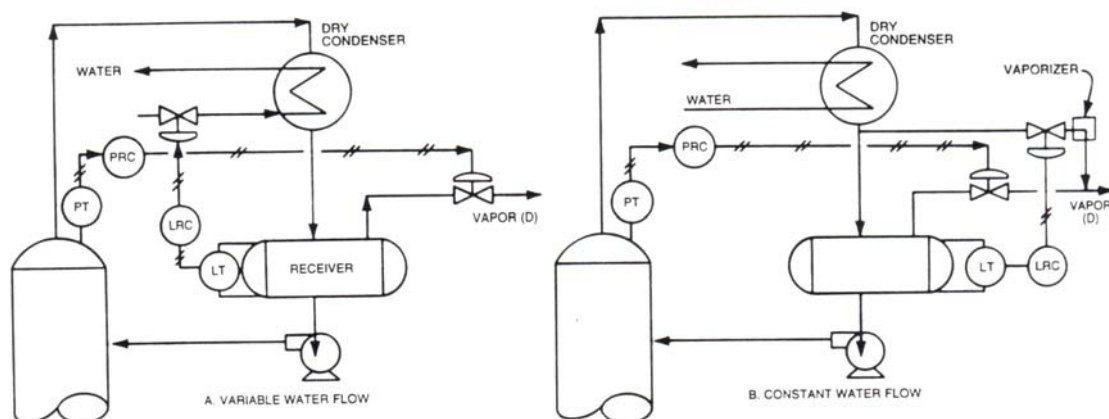 DRY
CONDENSER
WATER
PRC
PT
LRC
LT
RECEIVER
VAPOR (D)
A. VARIABLE WATER FLOW
DRY
CONDENSER
VAPORIZER
WATER
PRC
PT
LT
LRC
VAPOR
(D)
B. CONSTANT WATER FLOW